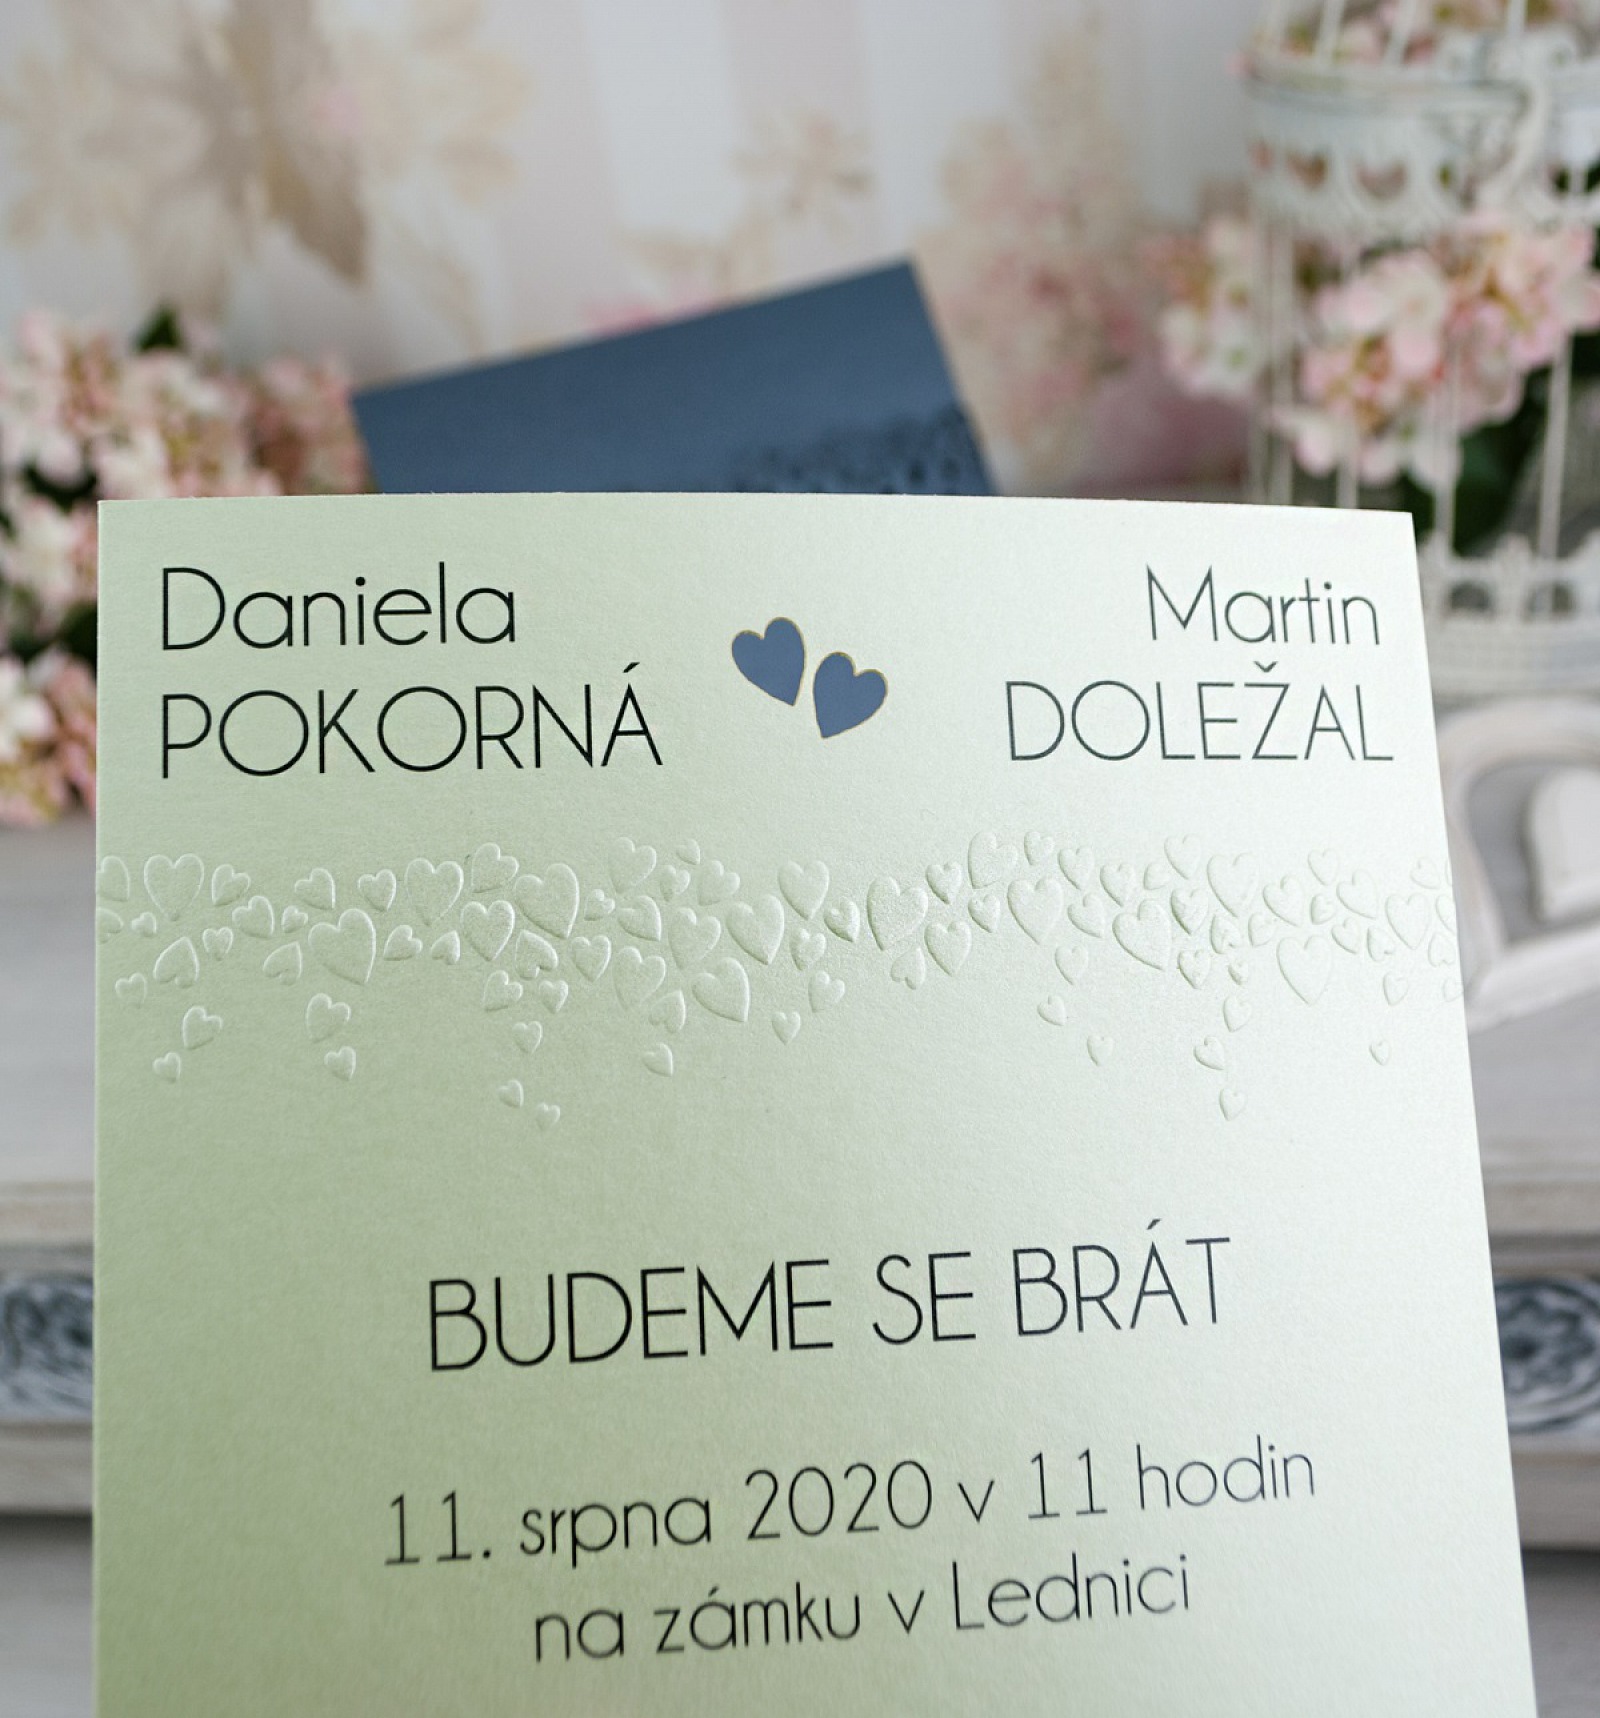 Daniela
POKORNÁ
Martin
DOLEŽAL
BUDEME SE BRÁT
11. srpna 2020 v 11 hodin
na zámku v Lednici